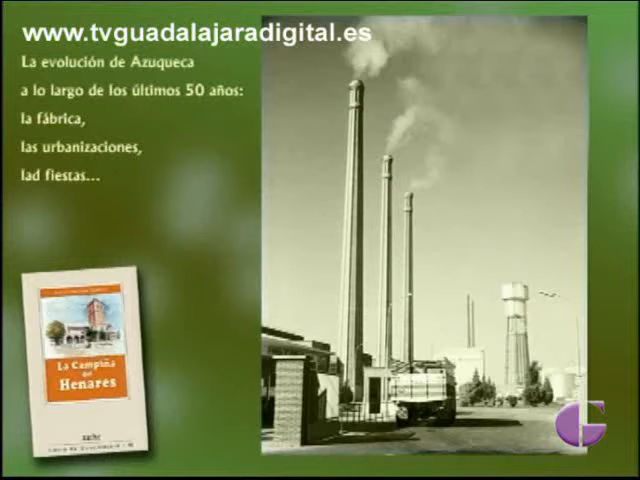 www.tvguadalajaradigital.es
La evolución de Azuqueca
a lo largo de los últimos 50 años:
la fábrica,
las urbanizaciones,
lad fiestas...
La Campiña
del
Henares
aache